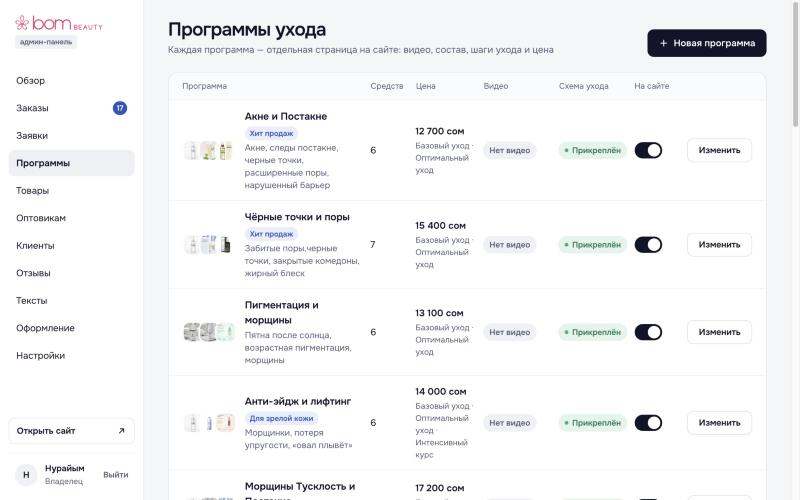 bom BEAUTY
админ-панель
Обзор
Заказы 17
Заявки
Программы
Товары
Оптовикам
Клиенты
Отзывы
Тексты
Оформление
Настройки
Открыть сайт
Н Нурайым
Владелец
Выйти
Программы ухода
Каждая программа — отдельная страница на сайте: видео, состав, шаги ухода и цена
+ Новая программа
Программа Средств Цена Видео Схема ухода На сайте
Акне и Постакне
Хит продаж
Акне, следы постакне,
черные точки,
расширенные поры,
нарушенный барьер
6
12 700 сом
Базовый уход ·
Оптимальный
уход
Нет видео
Прикреплён
Изменить
Чёрные точки и поры
Хит продаж
Забитые поры,черные
точки, закрытые комедоны,
жирный блеск
7
15 400 сом
Базовый уход ·
Оптимальный
уход
Нет видео
Прикреплён
Изменить
Пигментация и
морщины
Пятна после солнца,
возрастная пигментация,
морщины
6
13 100 сом
Базовый уход ·
Оптимальный
уход
Нет видео
Прикреплён
Изменить
Анти-эйдж и лифтинг
Для зрелой кожи
Морщинки, потеря
упругости, «овал плывёт»
6
14 000 сом
Базовый уход ·
Оптимальный
уход ·
Интенсивный
курс
Нет видео
Прикреплён
Изменить
Морщины Тусклость и
17 200 сом